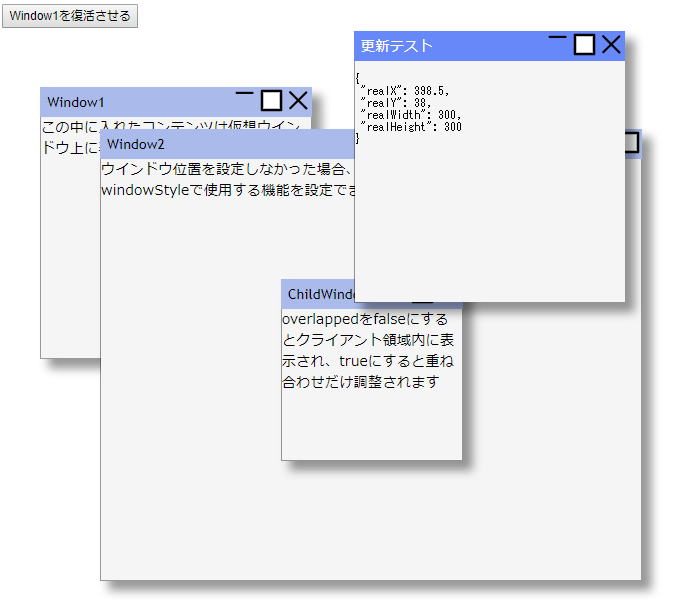 Window1を復活させる
更新テスト
{
"realX": 398.5,
"realY": 38,
"realWidth": 300,
"realHeight": 300
}
Window1
この中に入れたコンテンツは仮想ウイン
ドウ上に
Window2
ウインドウ位置を設定しなかった場合、
windowStyleで使用する機能を設定でき
ChildWindo
overlappedをfalseにする
とクライアント領域内に表
示され、trueにすると重ね
合わせだけ調整されます